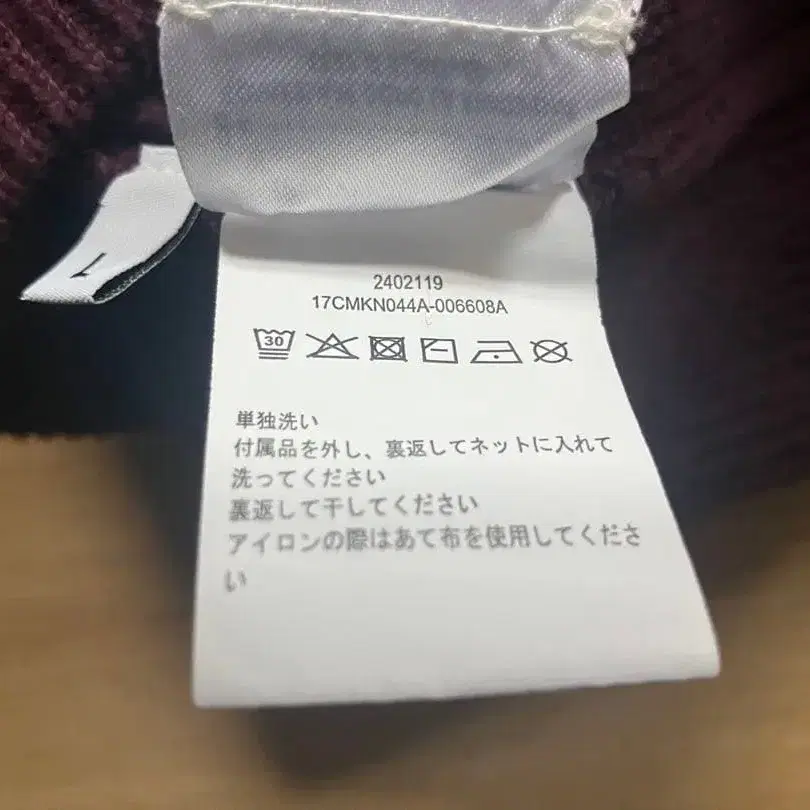 2402119
17CMKN044A-006608A
30
単独洗い
付属品を外し、裏返してネットに入れて
洗ってください
裏返して干してください
アイロンの際はあて布を使用してくださ
い